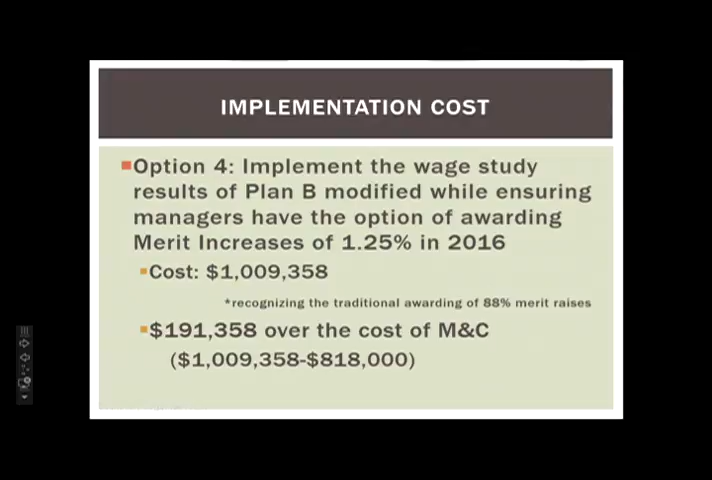 IMPLEMENTATION COST
Option 4: Implement the wage study
results of Plan B modified while ensuring
managers have the option of awarding
Merit Increases of 1.25% in 2016
Cost: $1,009,358
*recognizing the traditional awarding of 88% merit raises
$191,358 over the cost of M&C
($1,009,358-$818,000)